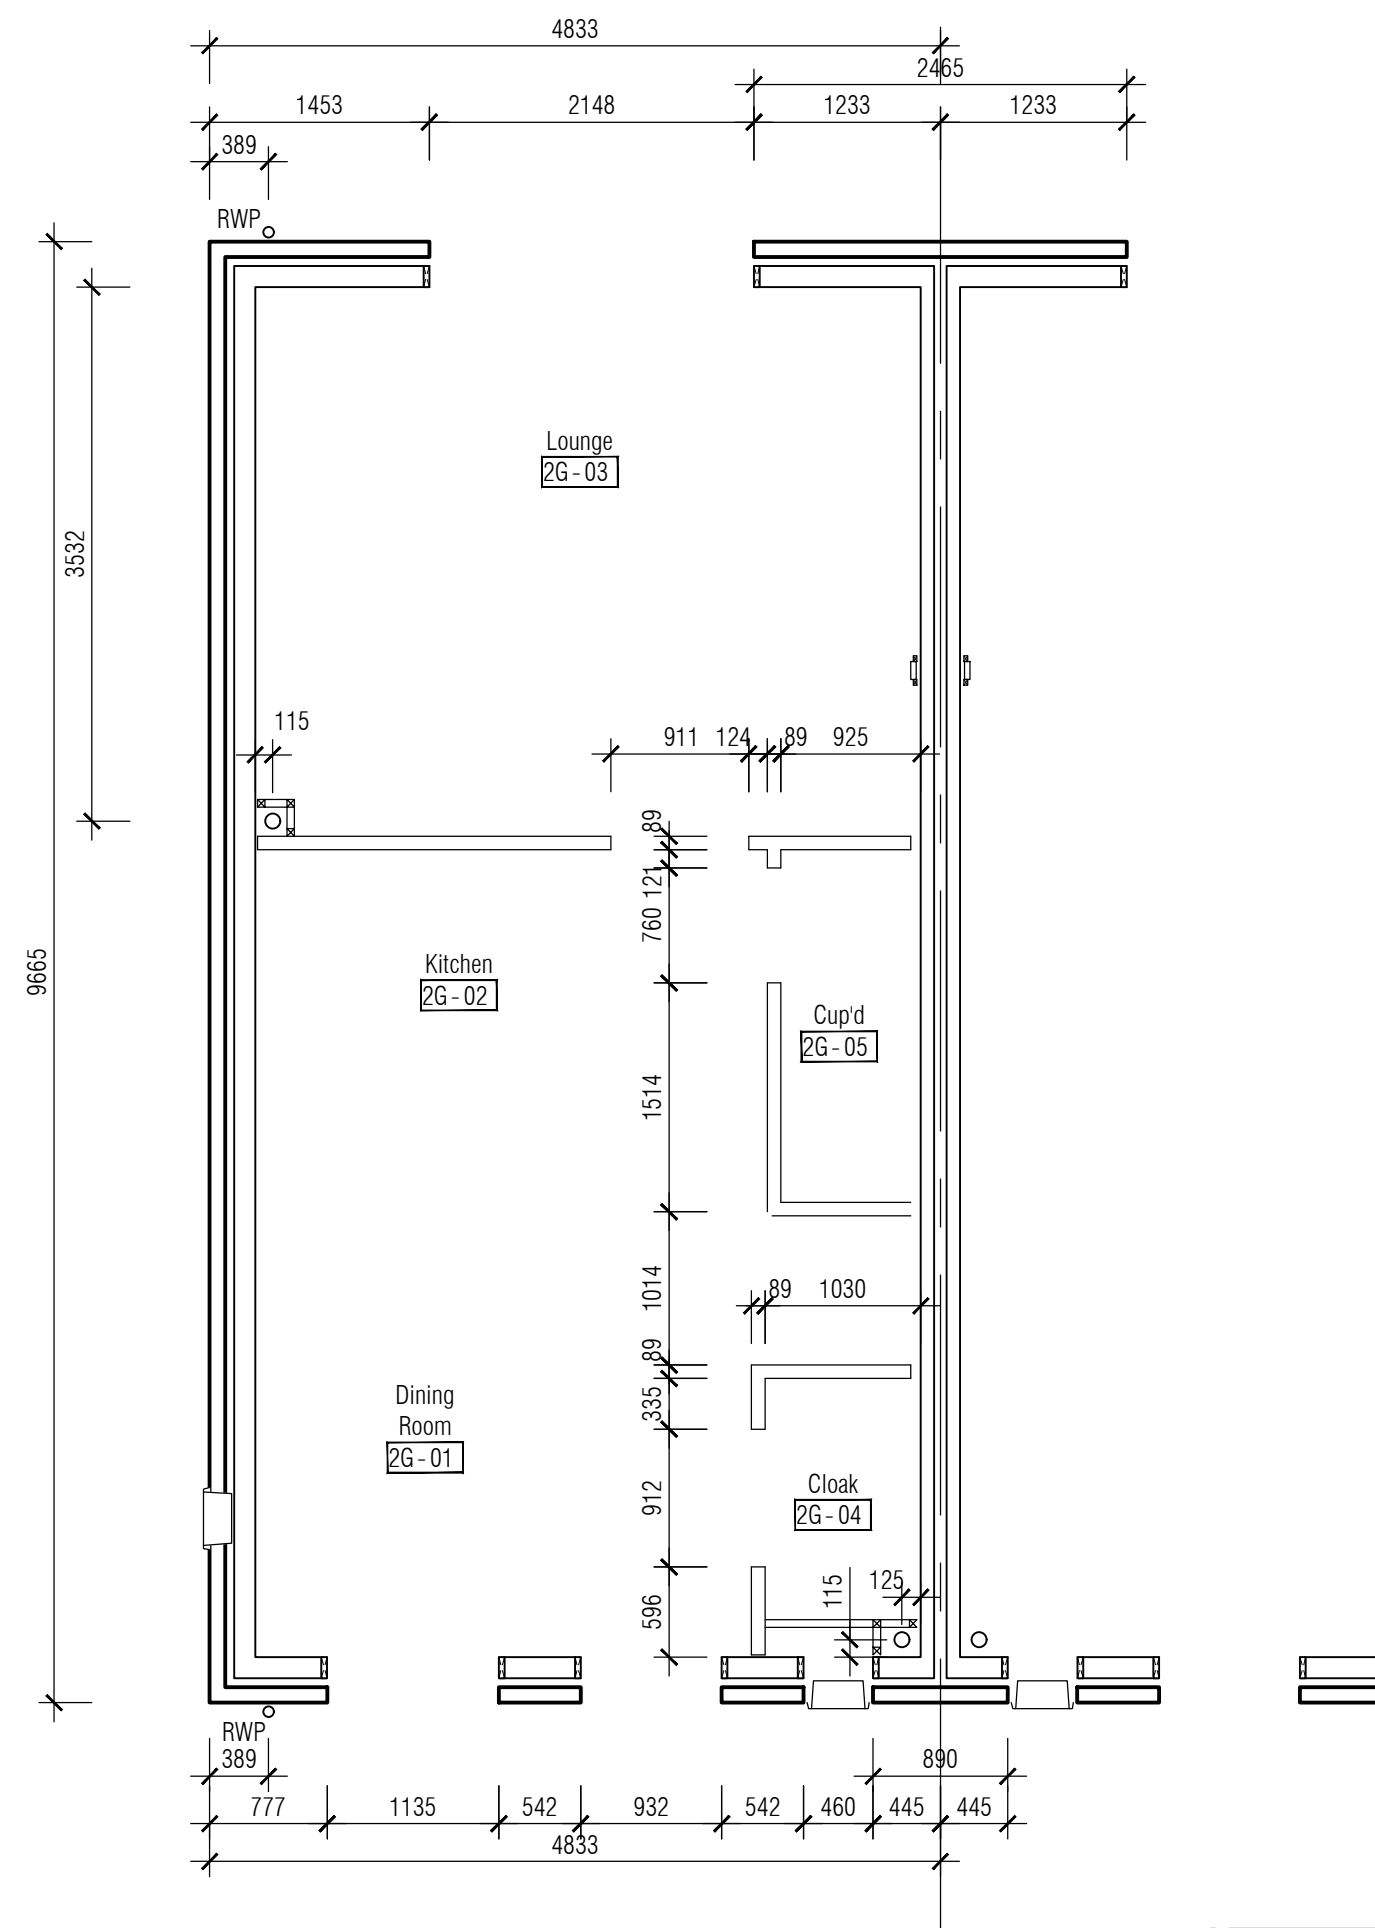 4833
2465
1453 2148 1233 1233
389
RWP
Lounge
2G - 03
3532
115
911 124 89 925
89
121
760
Kitchen
2G - 02
9665
Cup'd
2G - 05
1514
1014
89 1030
89
335
Dining
Room
2G - 01
Cloak
2G - 04
912
115
125
596
RWP
389
890
777 1135 542 932 542 460 445 445
4833